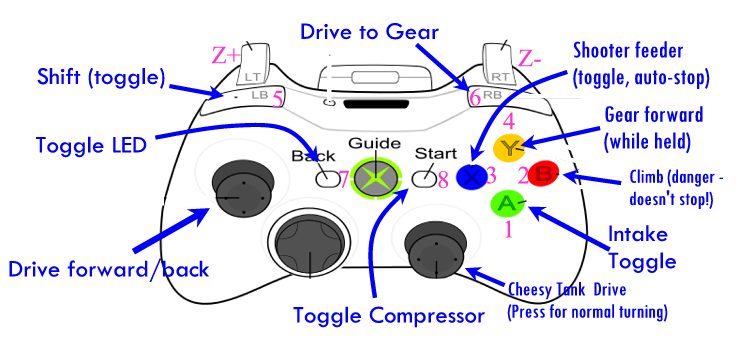 Drive to Gear
Z+
Z-
Shooter feeder
(toggle, auto-stop)
Shift (toggle)
LT
RT
LB 5
6 RB
G
4
Gear forward
(while held)
Toggle LED
Guide
Back
Start
Y
7
8
X 3
2 B
Climb (danger -
doesn't stop!)
A
1
Intake
Toggle
Drive forward/back
Cheesy Tank Drive
(Press for normal turning)
Toggle Compressor